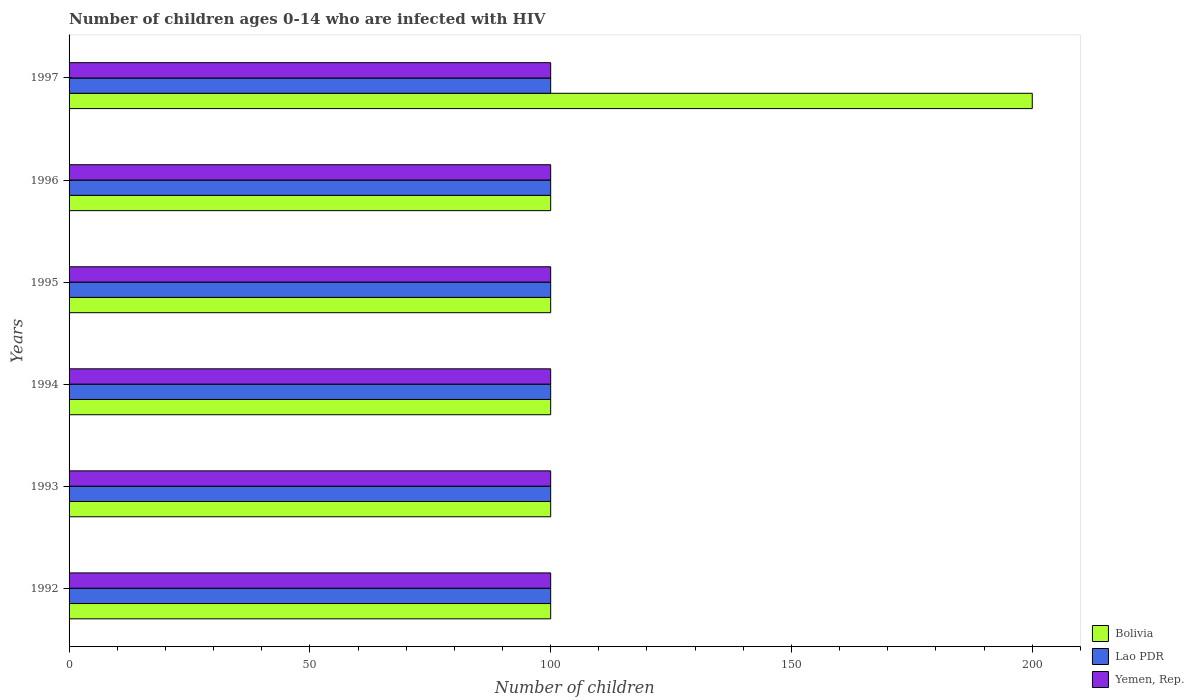 Number of children ages 0-14 who are infected with HIV
Years
1997
1996
1995
1994
1993
1992
0
50
100
150
200
Number of children
Bolivia
Lao PDR
Yemen, Rep.